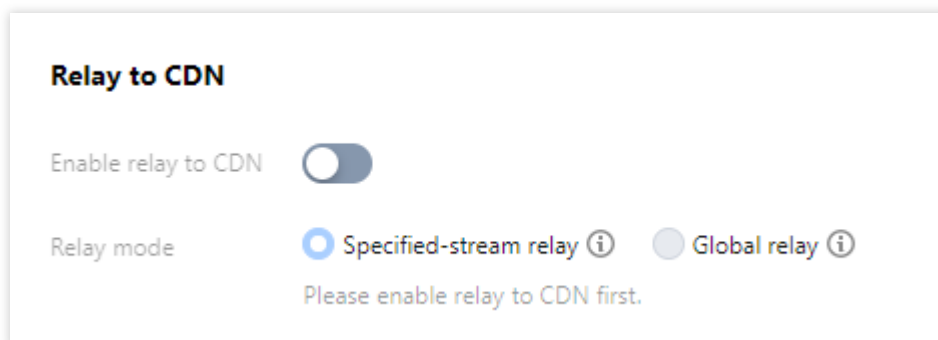 Relay to CDN
Enable relay to CDN
Relay mode Specified-stream relay Global relay
Please enable relay to CDN first.